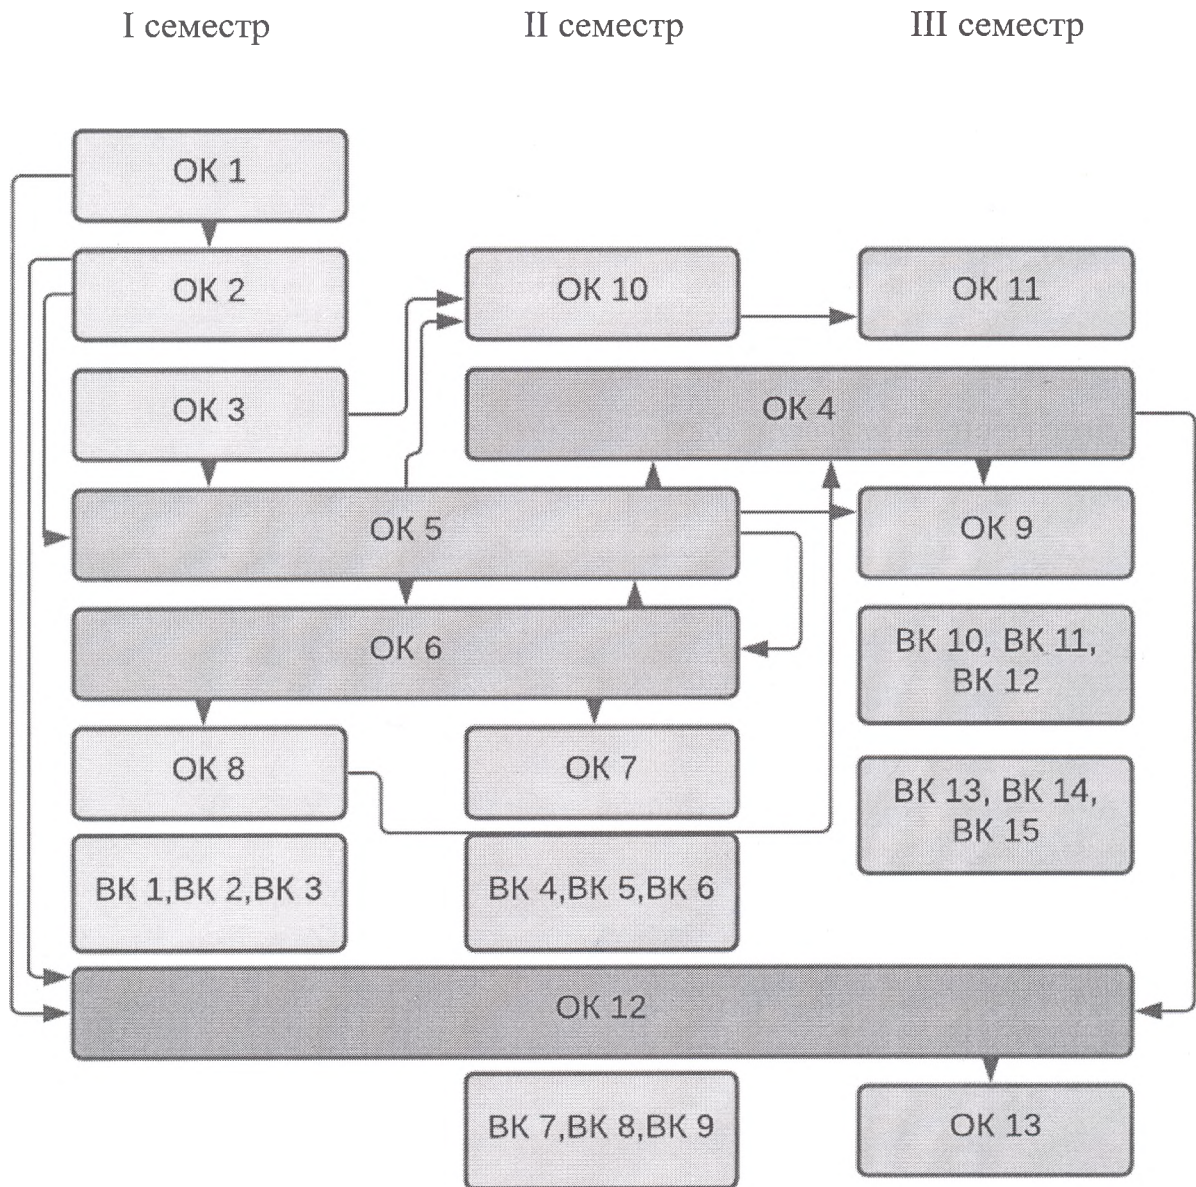 I семестр
II семестр
III семестр
ОК 1
ОК 2
ОК 10
ОК 11
ОК 3
ОК 4
ОК 5
ОК 9
ОК 6
ВК 10, ВК 11,
ВК 12
ОК 8
ОК 7
ВК 13, ВК 14,
ВК 15
ВК 1,ВК 2,ВК 3
ВК 4,ВК 5,ВК 6
ОК 12
ВК 7,ВК 8,ВК 9
ОК 13